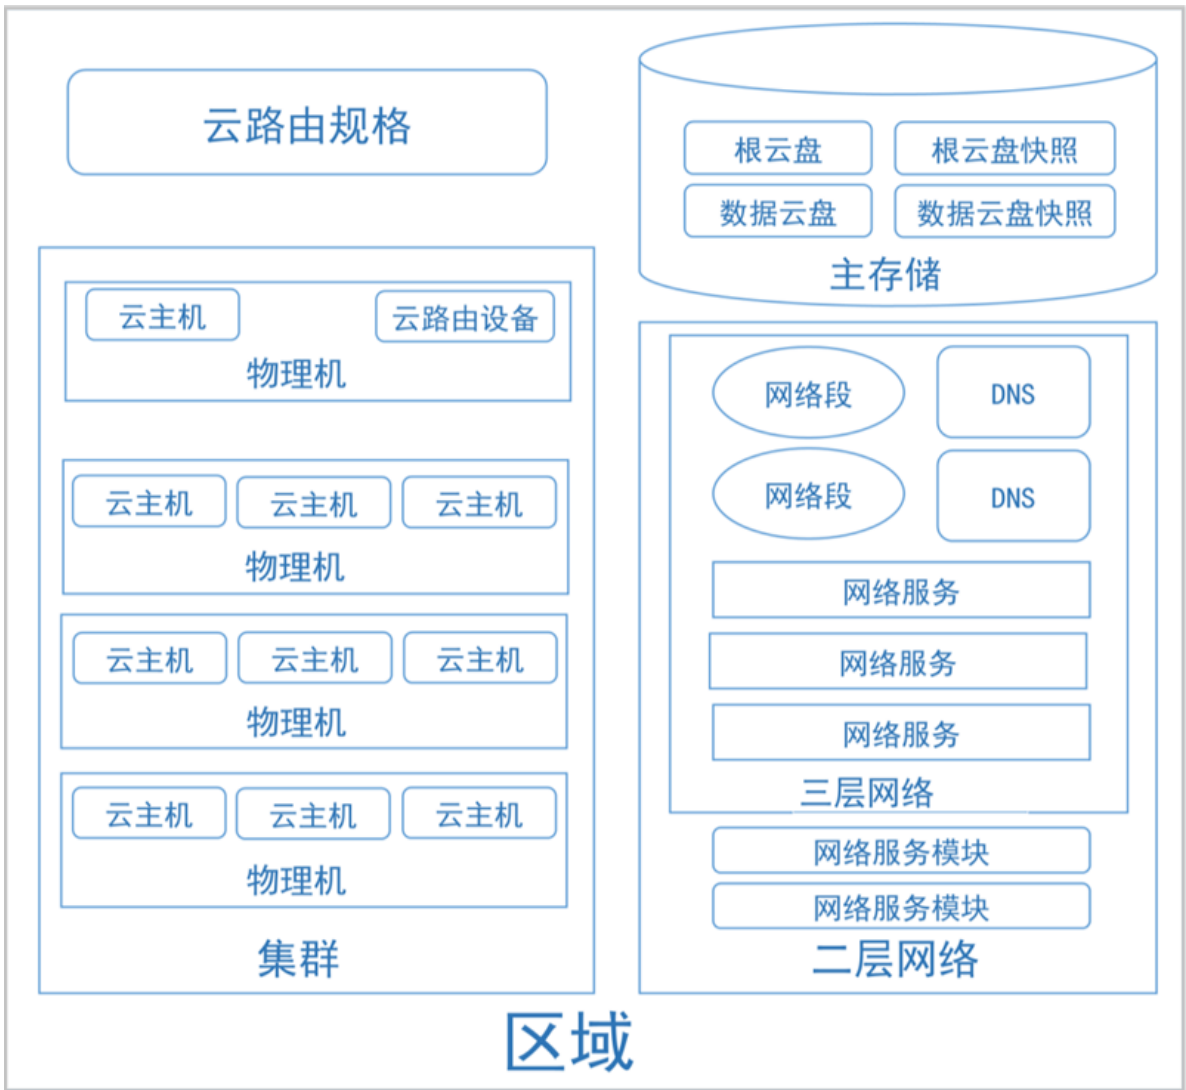 云路由规格
根云盘 根云盘快照
数据云盘 数据云盘快照
主存储
云主机 云路由设备
物理机
云主机 云主机 云主机
物理机
云主机 云主机 云主机
物理机
云主机 云主机 云主机
物理机
集群
网络段 DNS
网络段 DNS
网络服务
网络服务
网络服务
三层网络
网络服务模块
网络服务模块
二层网络
区域